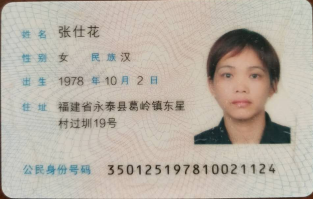 姓名 张仕花
性别 女 民族 汉
出生 1978 年 10 月 2 日
住址 福建省永泰县葛岭镇东星
村过圳19号
公民身份号码 350125197810021124